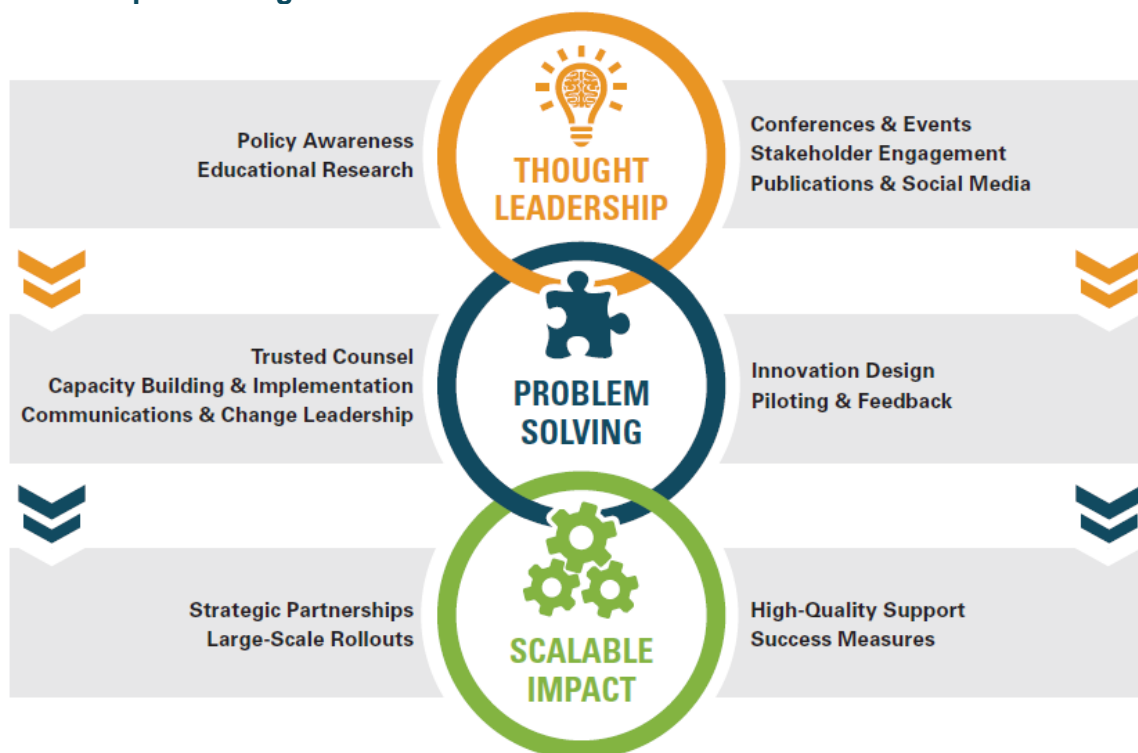 Policy Awareness
Educational Research
THOUGHT
LEADERSHIP
Conferences & Events
Stakeholder Engagement
Publications & Social Media
Trusted Counsel
Capacity Building & Implementation
Communications & Change Leadership
PROBLEM
SOLVING
Innovation Design
Piloting & Feedback
Strategic Partnerships
Large-Scale Rollouts
SCALABLE
IMPACT
High-Quality Support
Success Measures